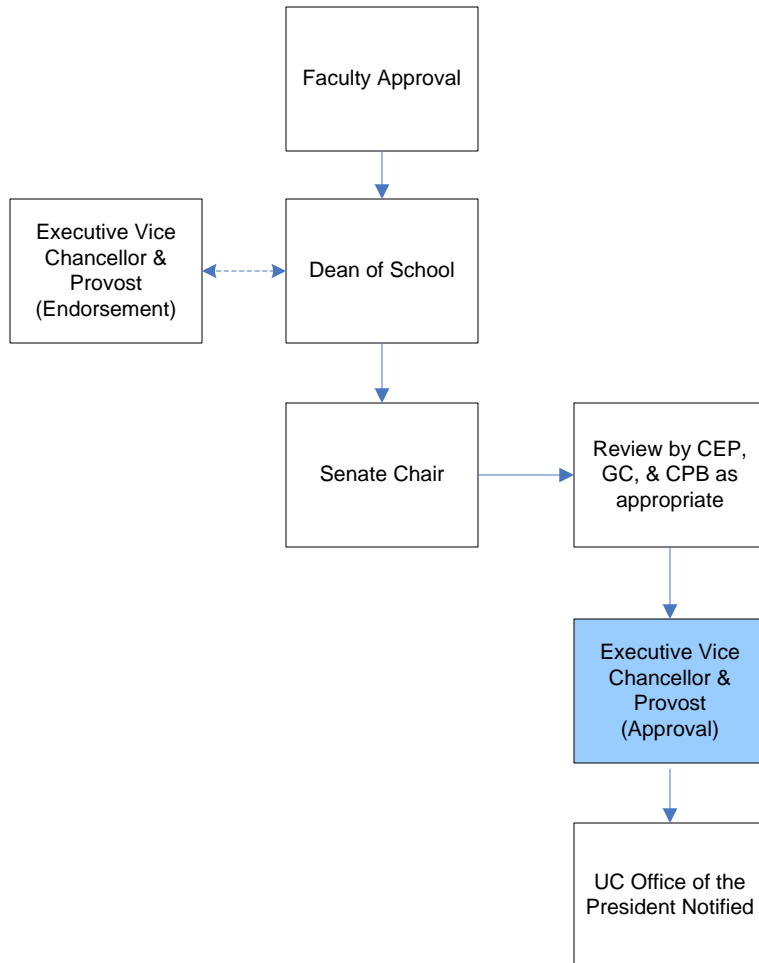 Faculty Approval
Executive Vice
Chancellor &
Provost
(Endorsement)
Dean of School
Senate Chair
Review by CEP,
GC, & CPB as
appropriate
Executive Vice
Chancellor &
Provost
(Approval)
UC Office of the
President Notified